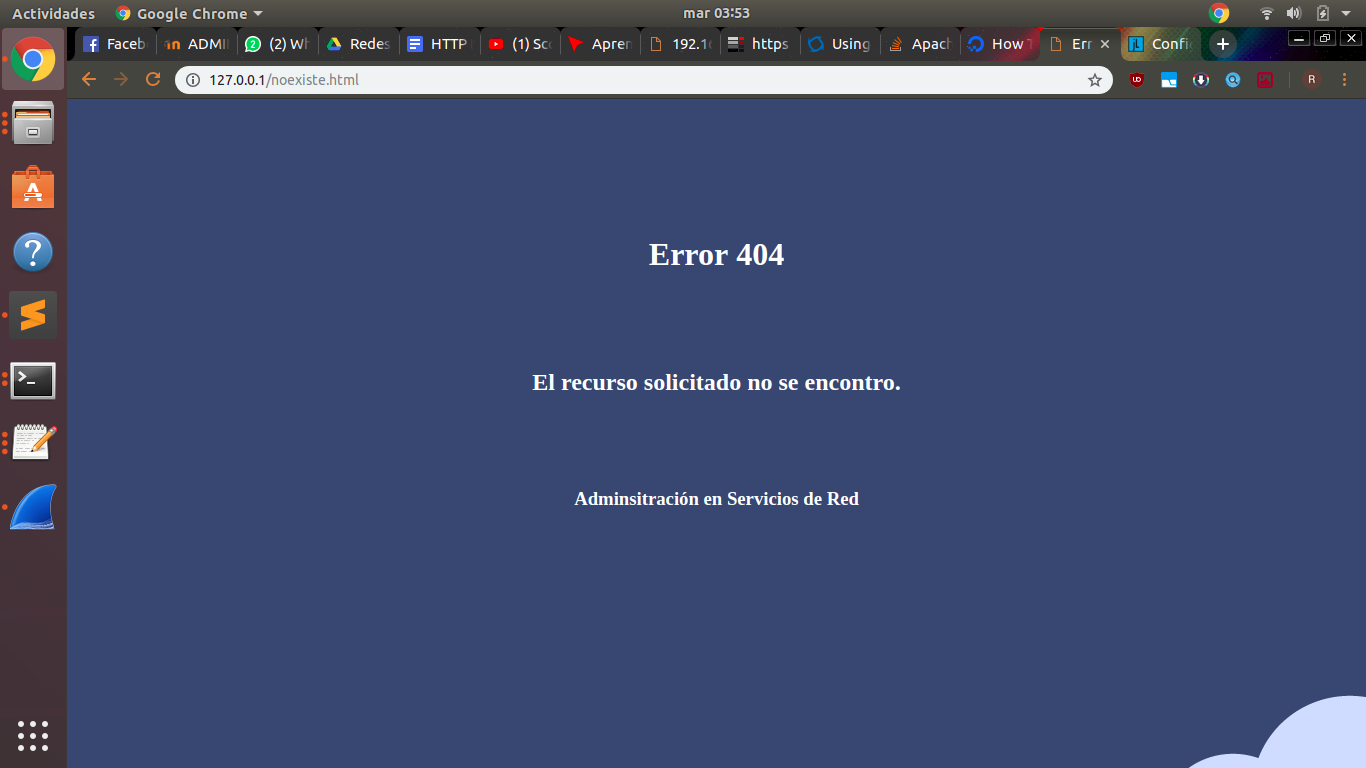 Actividades Google Chrome mar 03:53
Faceb ADMI (2) Wh Redes HTTP (1) Sc Apren 192.1 https Using Apach How T Err Confi
127.0.0.1/noexiste.html R
Error 404
El recurso solicitado no se encontro.
Adminsitración en Servicios de Red